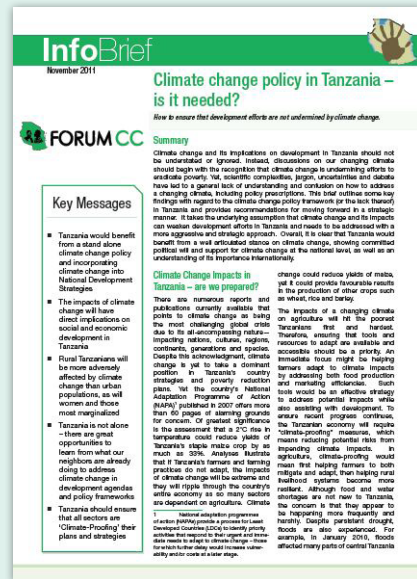 InfoBrief
November 2011
Climate change policy in Tanzania –
is it needed?
How to ensure that development efforts are not undermined by climate change.
FORUM CC
Summary
Climate change and its implications on development in Tanzania should not
be understated or ignored. Instead, discussions on our changing climate
should begin with the recognition that climate change is undermining efforts to
eradicate poverty. Yet, scientific complexities, jargon, uncertainties and debate
have led to a general lack of understanding and confusion on how to address
a changing climate, including policy prescriptions. This brief outlines some key
findings with regard to the climate change policy framework (or the lack thereof)
in Tanzania and provides recommendations for moving forward in a strategic
manner. It takes the underlying assumption that climate change and its impacts
can weaken development efforts in Tanzania and needs to be addressed with a
more aggressive and strategic approach. Overall, it is clear that Tanzania would
benefit from a well articulated stance on climate change, showing committed
political will and support for climate change at the national level, as well as an
understanding of its importance internationally.
Key Messages
Tanzania would benefit
from a stand alone
climate change policy
and incorporating
climate change into
National Development
Strategies
The impacts of climate
change will have
direct implications on
social and economic
development in
Tanzania
Rural Tanzanians will
be more adversely
affected by climate
change than urban
populations, as will
women and those
most marginalized
Tanzania is not alone
– there are great
opportunities to
learn from what our
neighbours are already
doing to address
climate change in
development agendas
and policy frameworks
Tanzania should ensure
that all sectors are
'Climate-Proofing' their
plans and strategies
Climate Change Impacts in
Tanzania – are we prepared?
There are numerous reports and
publications currently available that
points to climate change as being
the most challenging global crisis
due to its all-encompassing nature–
impacting nations, cultures, regions,
continents, generations and species.
Despite this acknowledgment, climate
change is yet to take a dominant
position in Tanzania's country
strategies and poverty reduction
plans. Yet the country's National
Adaptation Programme of Action
(NAPA)¹ published in 2007 offers more
than 60 pages of alarming grounds
for concern. Of greatest significance
is the assessment that a 2°C rise in
temperature could reduce yields of
Tanzania's staple maize crop by as
much as 33%. Analyses illustrate
that if Tanzania's farmers and farming
practices do not adapt, the impacts
of climate change will be extreme and
they will ripple through the country's
entire economy as so many sectors
are dependent on agriculture. Climate
1 National adaptation programmes
of action (NAPAs) provide a process for Least
Developed Countries (LDCs) to identify priority
activities that respond to their urgent and imme-
diate needs to adapt to climate change – those
for which further delay would increase vulner-
ability and/or costs at a later stage.
change could reduce yields of maize,
yet it could provide favourable results
in the production of other crops such
as wheat, rice and barley.
The impacts of a changing climate
on agriculture will hit the poorest
Tanzanians first and hardest.
Therefore, ensuring that tools and
resources to adapt are available and
accessible should be a priority. An
immediate focus might be helping
farmers adapt to climate impacts
by addressing both food production
and marketing efficiencies. Such
tools would be an effective strategy
to address potential impacts while
also assisting with development. To
ensure recent progress continues,
the Tanzanian economy will require
"climate-proofing" measures, which
means reducing potential risks from
impending climate impacts. In
agriculture, climate-proofing would
mean first helping farmers to both
mitigate and adapt, then helping rural
livelihood systems become more
resilient. Although food and water
shortages are not new to Tanzania,
the concern is that they appear to
be happening more frequently and
harshly. Despite persistent drought,
floods are also experienced. For
example, in January 2010, floods
affected many parts of central Tanzania